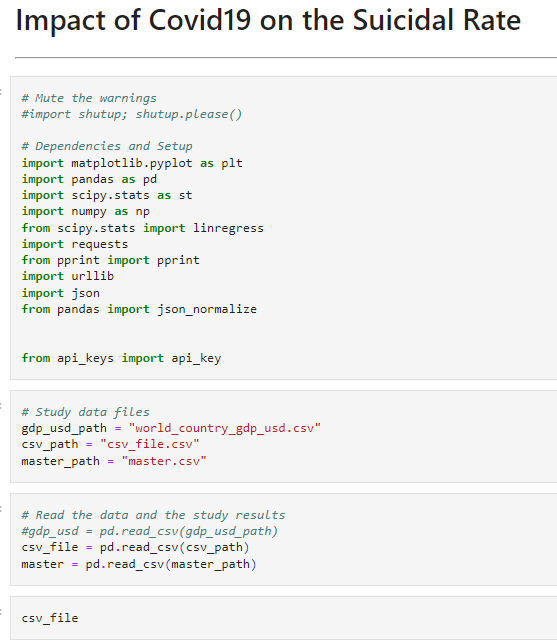 Impact of Covid19 on the Suicidal Rate
# Mute the warnings
#import shutup; shutup.please()
# Dependencies and Setup
import matplotlib.pyplot as plt
import pandas as pd
import scipy.stats as st
import numpy as np
from scipy.stats import linregress
import requests
from pprint import pprint
import urllib
import json
from pandas import json_normalize
from api_keys import api_key
# Study data files
gdp_usd_path = "world_country_gdp_usd.csv"
csv_path = "csv_file.csv"
master_path = "master.csv"
# Read the data and the study results
#gdp_usd = pd.read_csv(gdp_usd_path)
csv_file = pd.read_csv(csv_path)
master = pd.read_csv(master_path)
csv_file